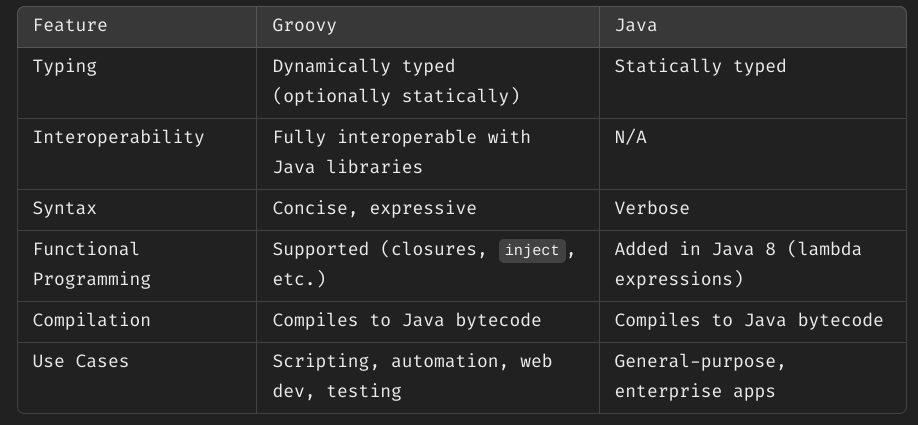 Feature Groovy Java
Typing Dynamically typed Statically typed
(optionally statically)
Interoperability Fully interoperable with N/A
Java libraries
Syntax Concise, expressive Verbose
Functional Supported (closures, inject, Added in Java 8 (lambda
Programming etc.) expressions)
Compilation Compiles to Java bytecode Compiles to Java bytecode
Use Cases Scripting, automation, web General-purpose,
dev, testing enterprise apps